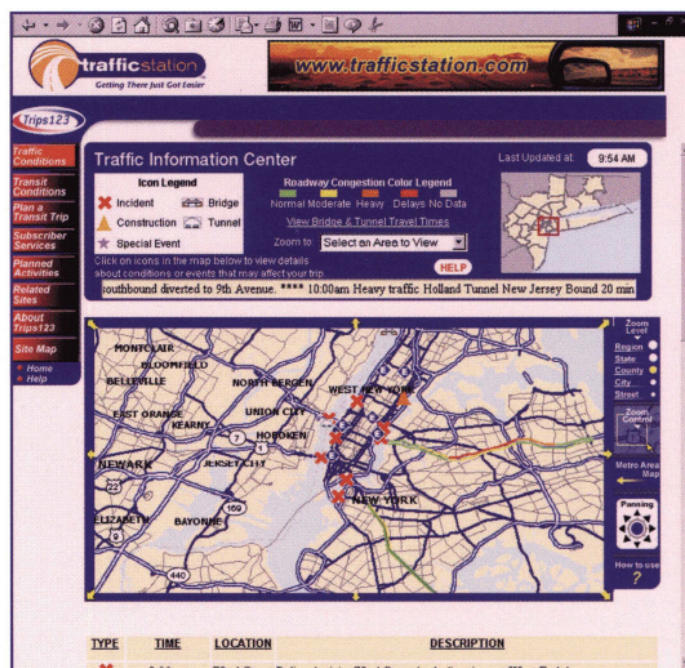 trafficstation
Getting There Just Got Easier
www.trafficstation.com
Trips123
Traffic Conditions
Transit Conditions
Plan a Transit Trip
Subscriber Services
Planned Activities
Related Sites
About Trips123
Site Map
Home
Help
Traffic Information Center
Last Updated at: 9:54 AM
Icon Legend
Incident
Bridge
Construction
Tunnel
Special Event
Roadway Congestion Color Legend
Normal Moderate Heavy Delays No Data
View Bridge & Tunnel Travel Times
Zoom to: Select an Area to View
Click on icons in the map below to view details
about conditions or events that may affect your trip.
HELP
southbound diverted to 9th Avenue. **** 10:00am Heavy traffic Holland Tunnel New Jersey Bound 20 min
MONTCLAIR
BLOOMFIELD
BELLEVILLE
NORTH BERGEN
WEST NEW YORK
EAST ORANGE
UNION CITY
KEARNY
7
1
HOBOKEN
NEWARK
JERSEY CITY
22
NEW YORK
169
ELIZABETH
BAYONNE
9
440
Zoom Level
Region
State
County
City
Street
Zoom Control
Metro Area Map
Panning
How to use
?
TYPE TIME LOCATION DESCRIPTION